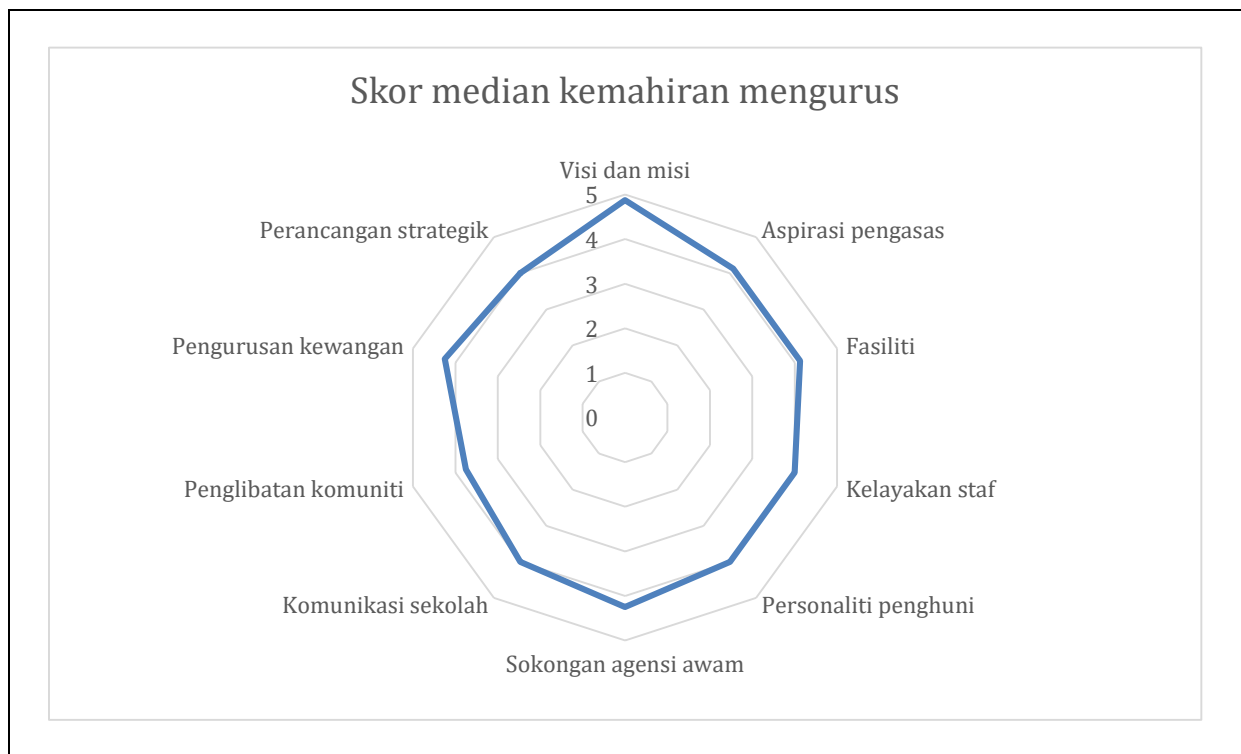 Skor median kemahiran mengurus
Visi dan misi
5
Perancangan strategik
Aspirasi pengasas
4
3
Pengurusan kewangan
Fasiliti
2
1
0
Penglibatan komuniti
Kelayakan staf
Komunikasi sekolah
Personaliti penghuni
Sokongan agensi awam